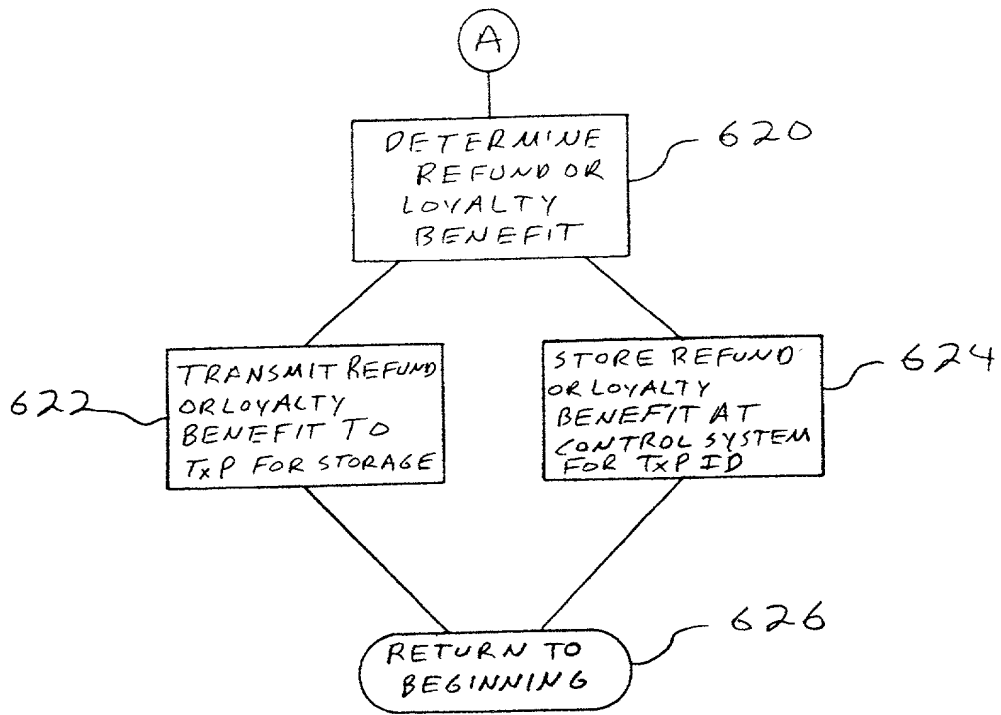 A
DETERMINE
REFUND OR
LOYALTY
BENEFIT
620
TRANSMIT REFUND
OR LOYALTY
BENEFIT TO
TxP FOR STORAGE
622
STORE REFUND
OR LOYALTY
BENEFIT AT
CONTROL SYSTEM
FOR TxP ID
624
RETURN TO
BEGINNING
626